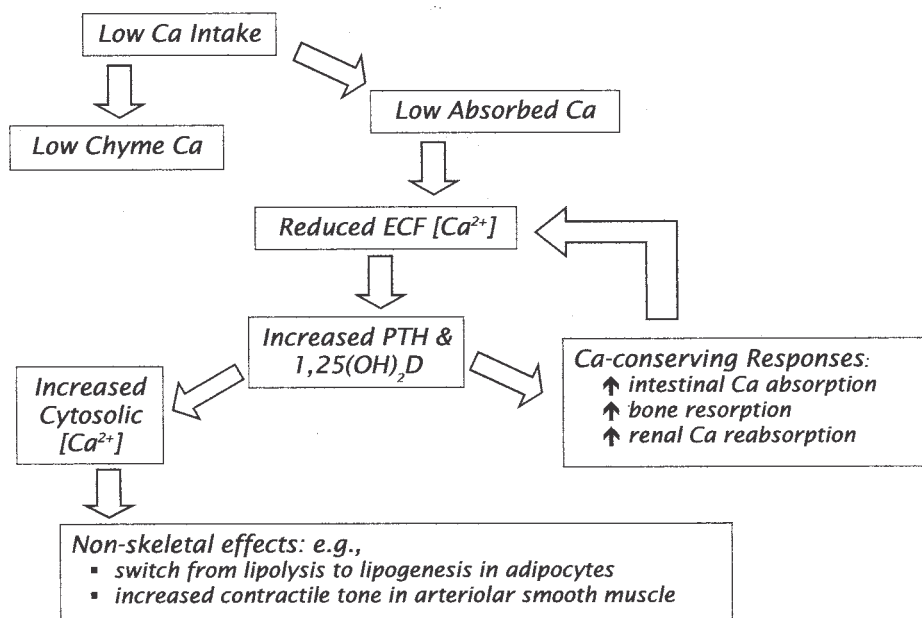 Low Ca Intake
Low Absorbed Ca
Low Chyme Ca
Reduced ECF [Ca²⁺]
Increased PTH &
1,25(OH)₂D
Increased
Cytosolic
[Ca²⁺]
Ca-conserving Responses:
↑ intestinal Ca absorption
↑ bone resorption
↑ renal Ca reabsorption
Non-skeletal effects: e.g.,
▪ switch from lipolysis to lipogenesis in adipocytes
▪ increased contractile tone in arteriolar smooth muscle